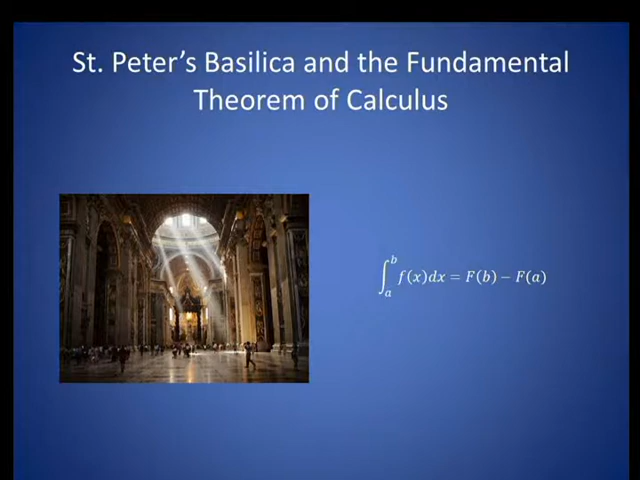 St. Peter’s Basilica and the Fundamental
Theorem of Calculus
∫_a^b f(x)dx = F(b) − F(a)